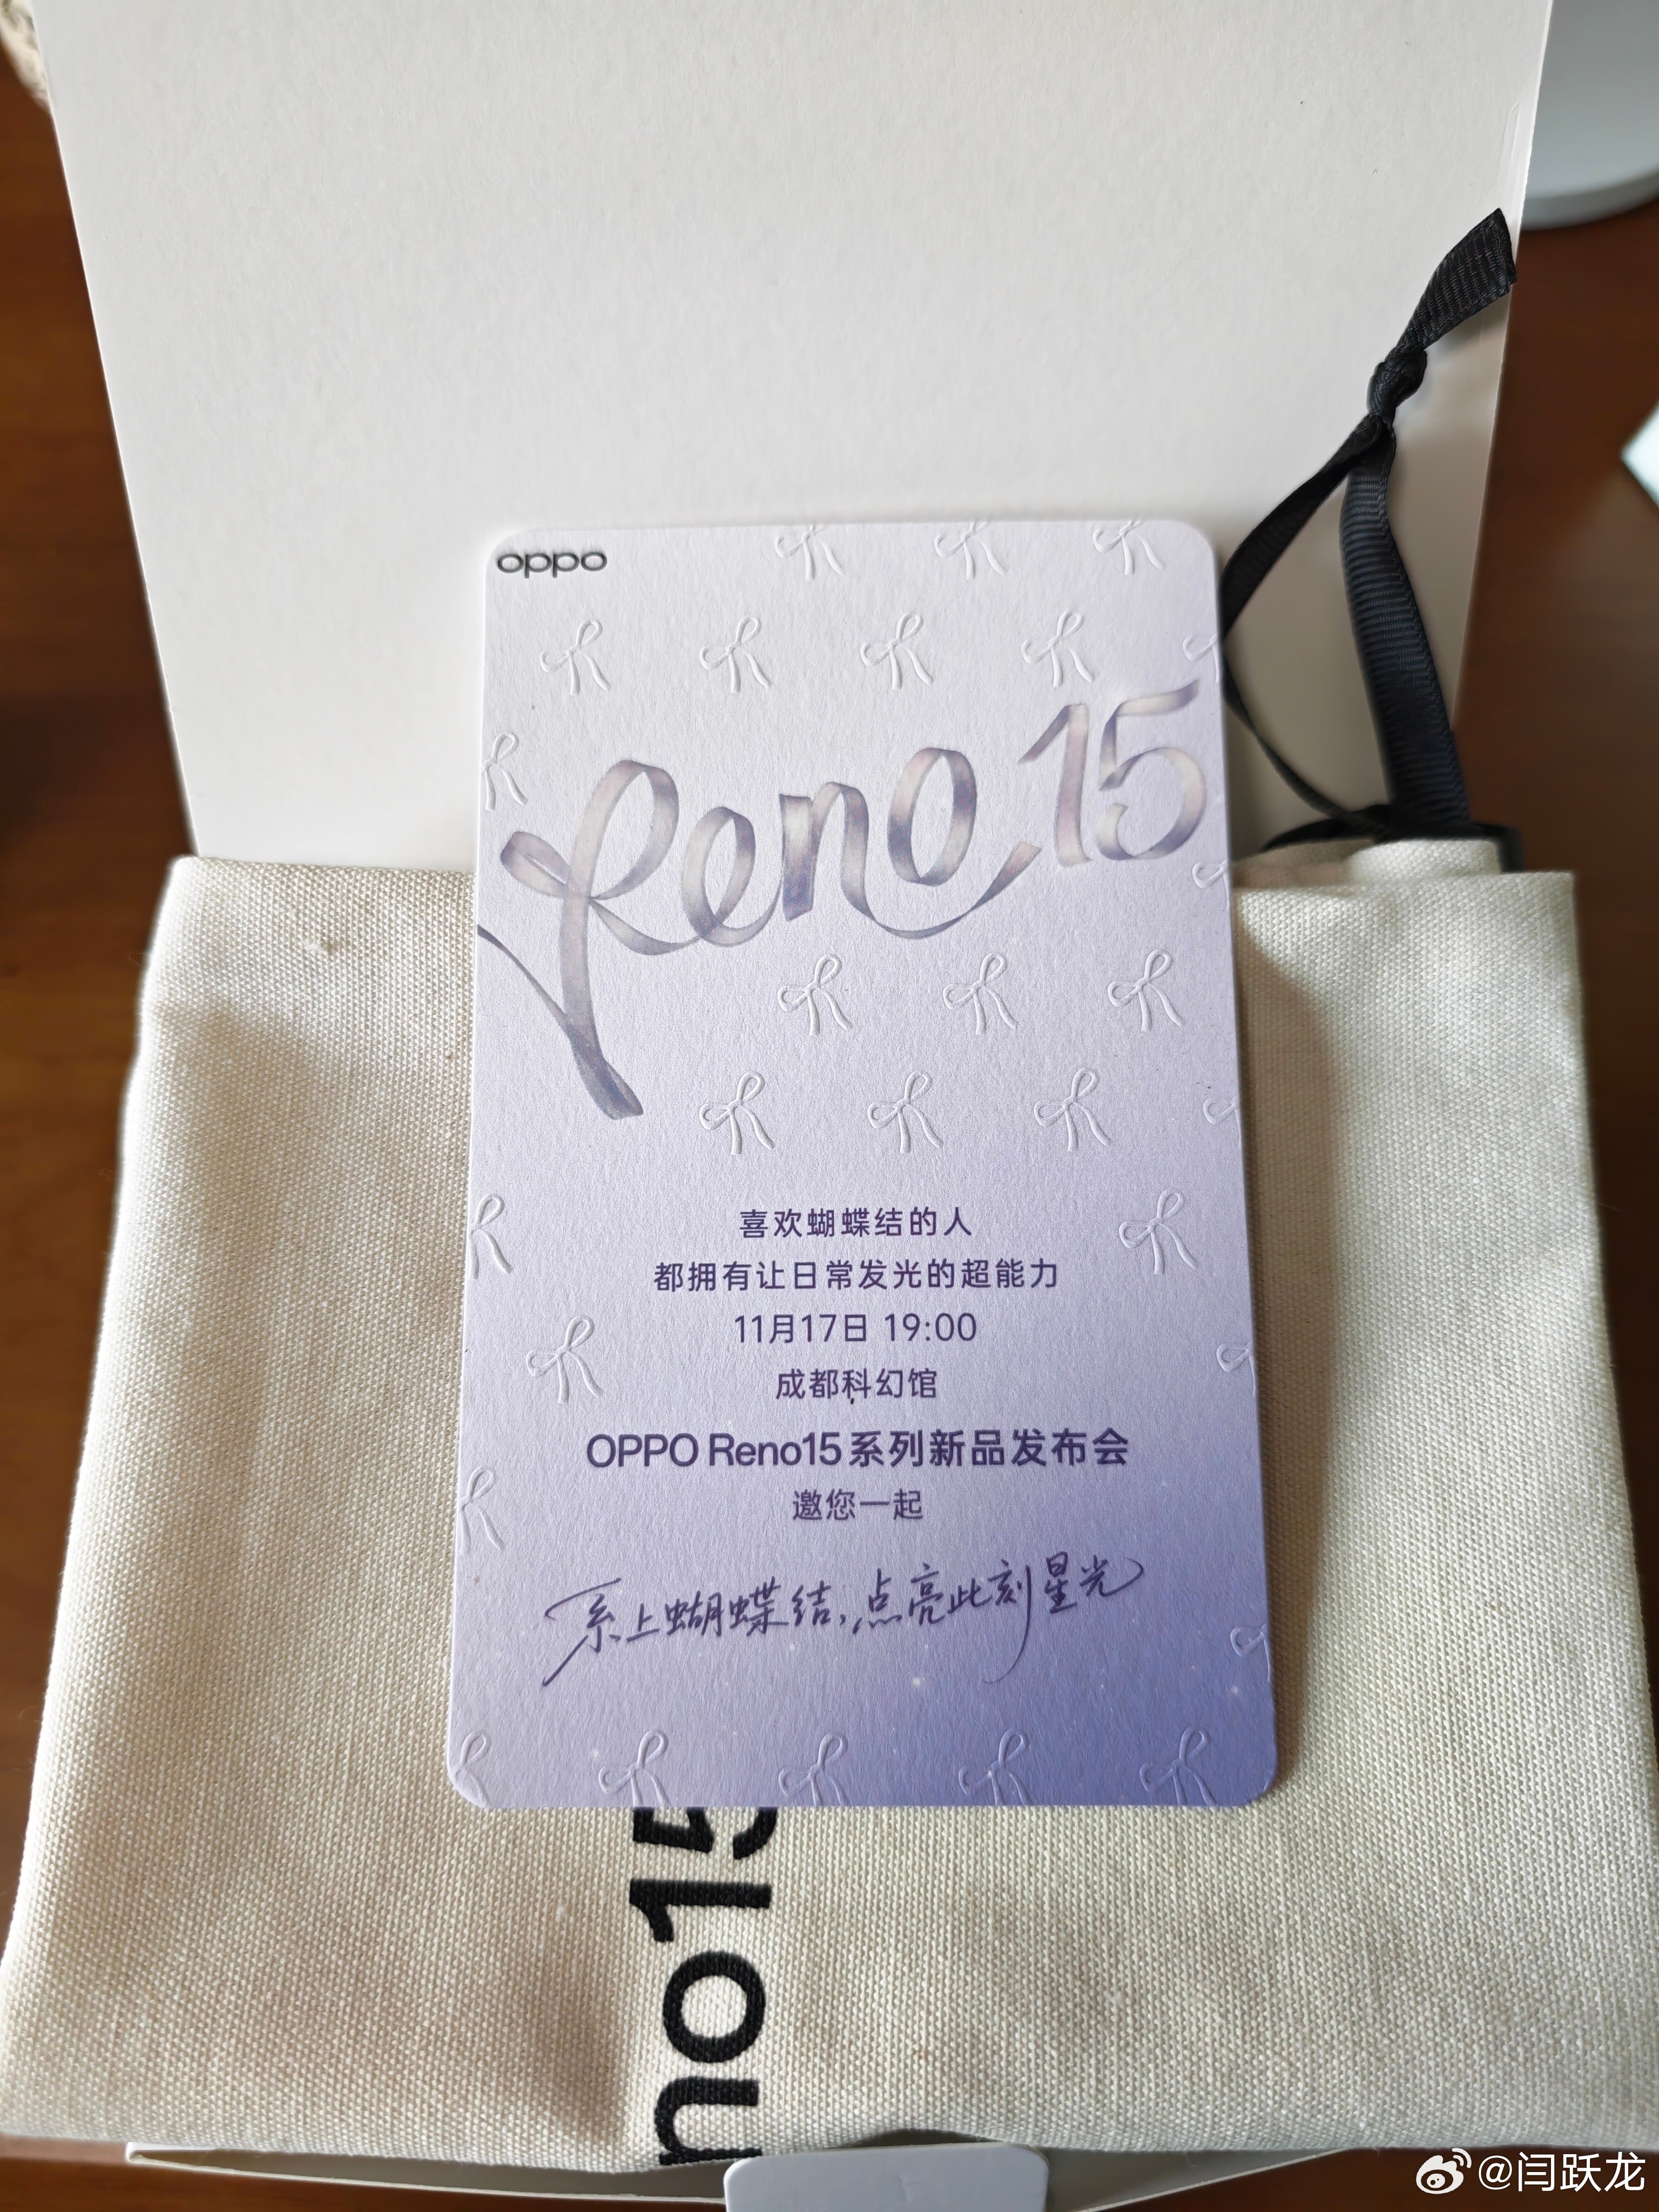 oppo
Reno15
喜欢蝴蝶结的人
都拥有让日常发光的超能力
11月17日 19:00
成都科幻馆
OPPO Reno15系列新品发布会
邀您一起
系上蝴蝶结,点亮此刻星光
no15
@闫跃龙